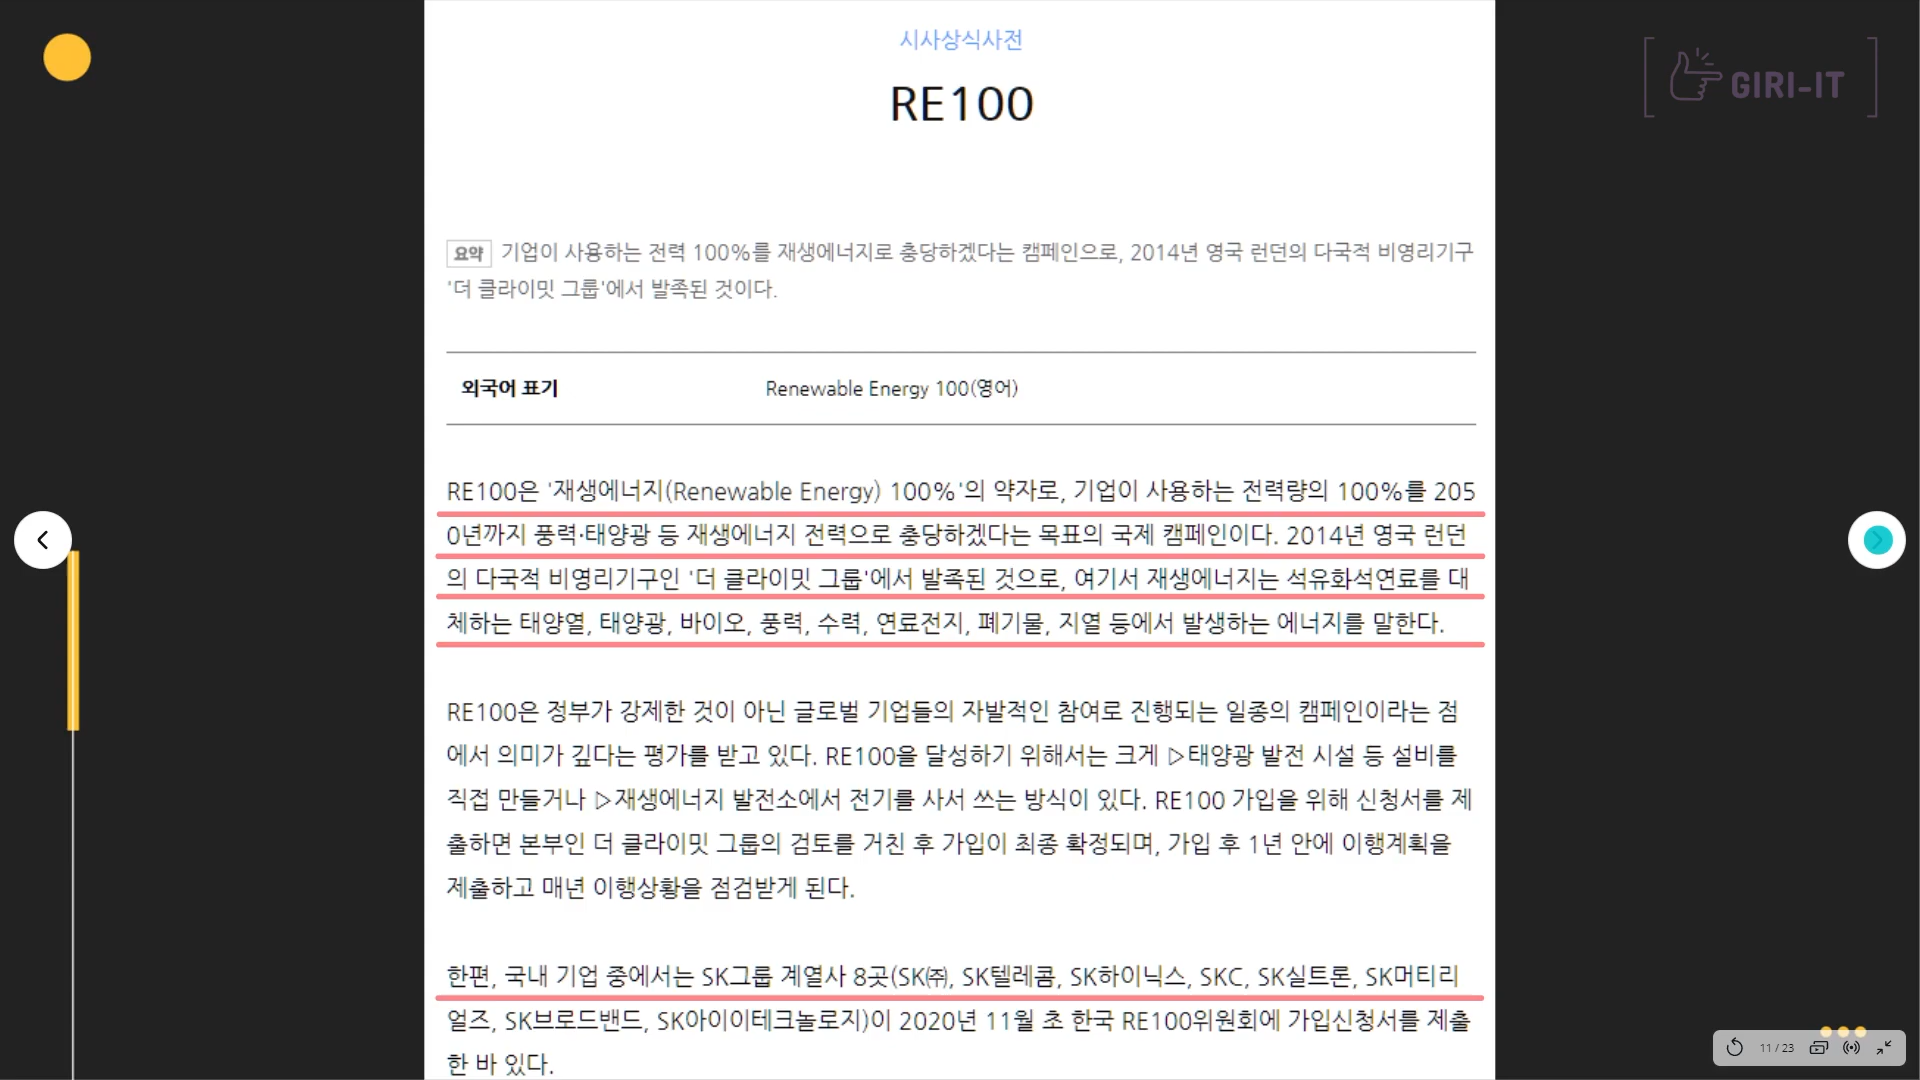 시사상식사전
GIRI-IT
RE100
요약 기업이 사용하는 전력 100%를 재생에너지로 충당하겠다는 캠페인으로, 2014년 영국 런던의 다국적 비영리기구
'더 클라이밋 그룹'에서 발족된 것이다.
외국어 표기 Renewable Energy 100(영어)
RE100은 '재생에너지(Renewable Energy) 100%'의 약자로, 기업이 사용하는 전력량의 100%를 205
0년까지 풍력·태양광 등 재생에너지 전력으로 충당하겠다는 목표의 국제 캠페인이다. 2014년 영국 런던
의 다국적 비영리기구인 '더 클라이밋 그룹'에서 발족된 것으로, 여기서 재생에너지는 석유화석연료를 대
체하는 태양열, 태양광, 바이오, 풍력, 수력, 연료전지, 폐기물, 지열 등에서 발생하는 에너지를 말한다.
RE100은 정부가 강제한 것이 아닌 글로벌 기업들의 자발적인 참여로 진행되는 일종의 캠페인이라는 점
에서 의미가 깊다는 평가를 받고 있다. RE100을 달성하기 위해서는 크게 ▷태양광 발전 시설 등 설비를
직접 만들거나 ▷재생에너지 발전소에서 전기를 사서 쓰는 방식이 있다. RE100 가입을 위해 신청서를 제
출하면 본부인 더 클라이밋 그룹의 검토를 거친 후 가입이 최종 확정되며, 가입 후 1년 안에 이행계획을
제출하고 매년 이행상황을 점검받게 된다.
한편, 국내 기업 중에서는 SK그룹 계열사 8곳(SK㈜, SK텔레콤, SK하이닉스, SKC, SK실트론, SK머티리
얼즈, SK브로드밴드, SK아이이테크놀로지)이 2020년 11월 초 한국 RE100위원회에 가입신청서를 제출
한 바 있다.
11 / 23